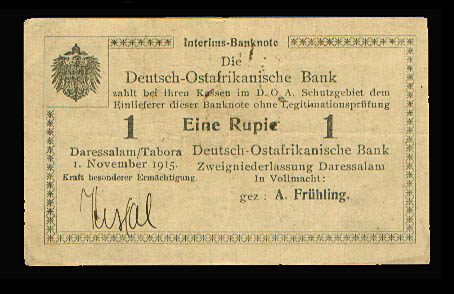 Interims-Banknote
Die
Deutsch-Ostafrikanische Bank
zahlt bei ihren Kassen im D. O. A. Schutzgebiet dem
Einlieferer dieser Banknote ohne Legitimationsprüfung
1 Eine Rupie 1
Daressalam/Tabora
1. November 1915.
Kraft besonderer Ermächtigung.
Deutsch-Ostafrikanische Bank
Zweigniederlassung Daressalam
In Vollmacht:
gez : A. Frühling.